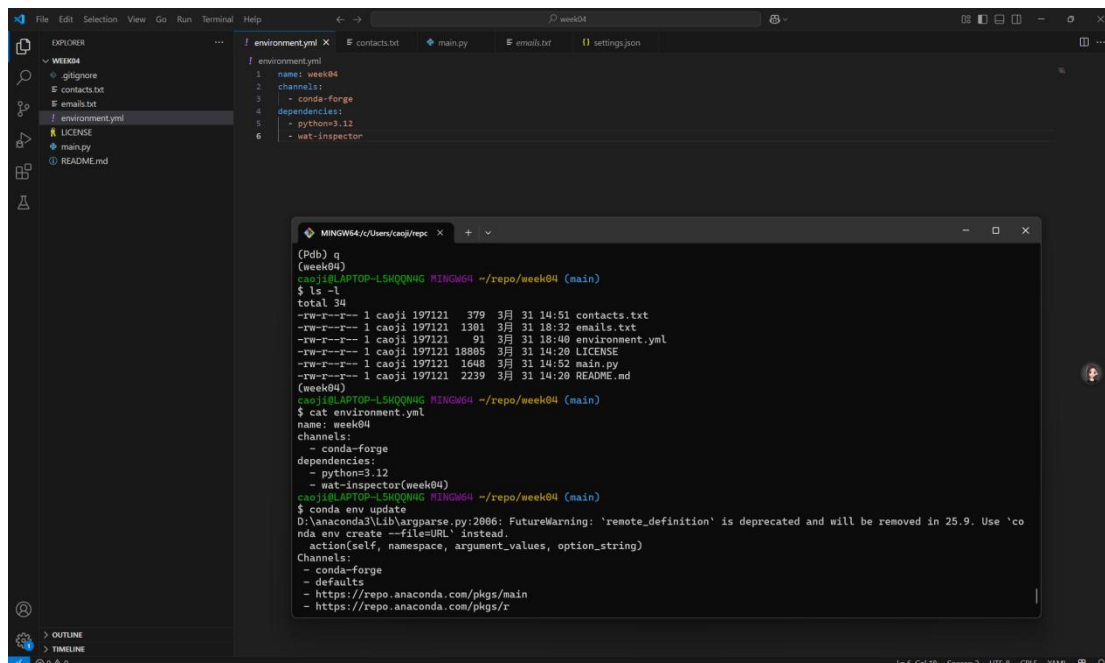 File Edit Selection View Go Run Terminal Help
week04
EXPLORER
environment.yml
contacts.txt
main.py
emails.txt
settings.json
WEEK04
.gitignore
contacts.txt
emails.txt
environment.yml
LICENSE
main.py
README.md
environment.yml
1 name: week04
2 channels:
3 - conda-forge
4 dependencies:
5 - python=3.12
6 - wat-inspector
MINGW64:/c/Users/caoji/repc
(Pdb) q
(week04)
caoji@LAPTOP-L5HQQN4G MINGW64 ~/repo/week04 (main)
$ ls -l
total 34
-rw-r--r-- 1 caoji 197121 379 3月 31 14:51 contacts.txt
-rw-r--r-- 1 caoji 197121 1301 3月 31 18:32 emails.txt
-rw-r--r-- 1 caoji 197121 91 3月 31 18:40 environment.yml
-rw-r--r-- 1 caoji 197121 18805 3月 31 14:20 LICENSE
-rw-r--r-- 1 caoji 197121 1648 3月 31 14:52 main.py
-rw-r--r-- 1 caoji 197121 2239 3月 31 14:20 README.md
(week04)
caoji@LAPTOP-L5HQQN4G MINGW64 ~/repo/week04 (main)
$ cat environment.yml
name: week04
channels:
- conda-forge
dependencies:
- python=3.12
- wat-inspector(week04)
caoji@LAPTOP-L5HQQN4G MINGW64 ~/repo/week04 (main)
$ conda env update
D:\anaconda3\Lib\argparse.py:2006: FutureWarning: `remote_definition` is deprecated and will be removed in 25.9. Use `co
nda env create --file=URL` instead.
action(self, namespace, argument_values, option_string)
Channels:
- conda-forge
- defaults
- https://repo.anaconda.com/pkgs/main
- https://repo.anaconda.com/pkgs/r
OUTLINE
TIMELINE